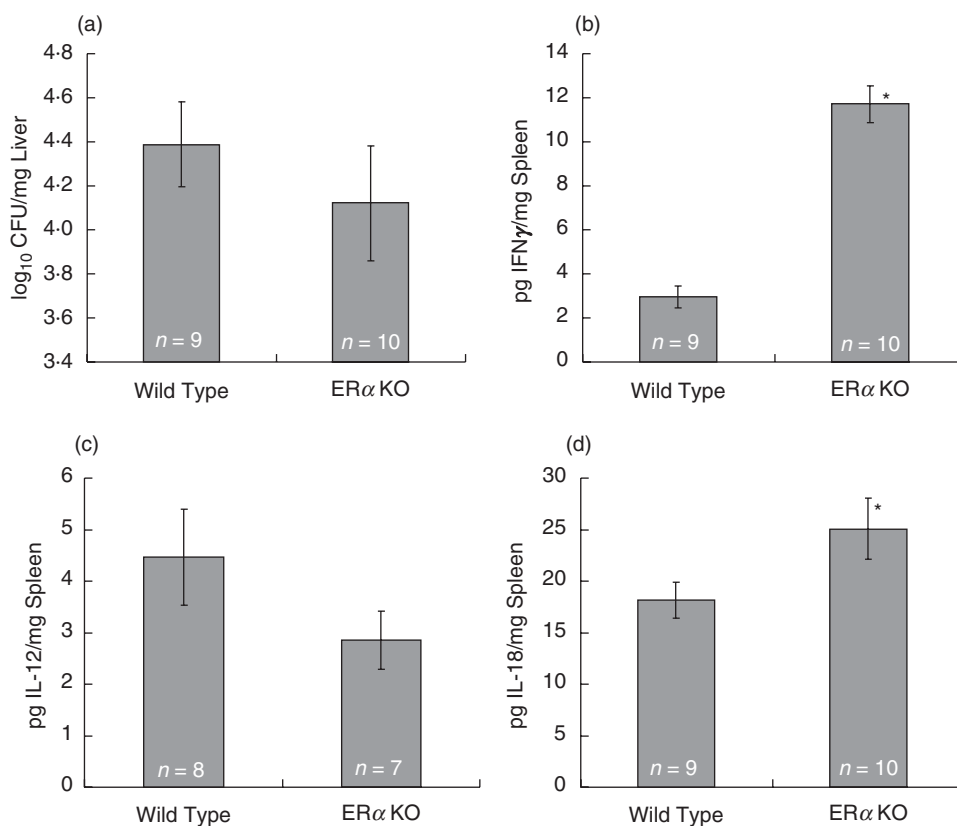 (a)
4·8
4·6
4·4
4·2
4·0
3·8
3·6
3·4
log₁₀ CFU/mg Liver
n = 9
n = 10
Wild Type
ERα KO
(b)
14
12
10
8
6
4
2
0
pg IFNγ/mg Spleen
*
n = 9
n = 10
Wild Type
ERα KO
(c)
6
5
4
3
2
1
0
pg IL-12/mg Spleen
n = 8
n = 7
Wild Type
ERα KO
(d)
30
25
20
15
10
5
0
pg IL-18/mg Spleen
*
n = 9
n = 10
Wild Type
ERα KO